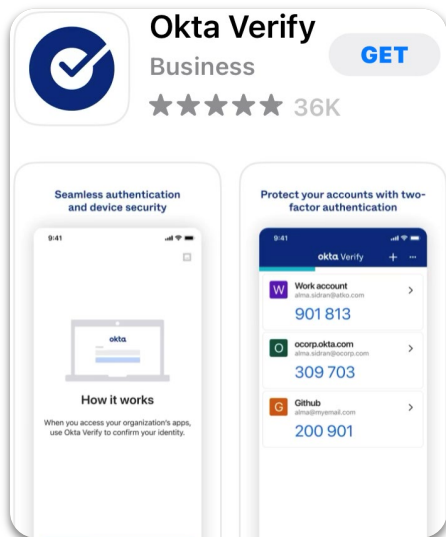 Okta Verify
Business
GET
36K
Seamless authentication
and device security
9:41
okta
How it works
When you access your organization's apps,
use Okta Verify to confirm your identity.
Protect your accounts with two-
factor authentication
9:41
okta Verify
W
Work account
alma.sidran@atko.com
901 813
O
ocorp.okta.com
alma.sidran@ocorp.com
309 703
G
Github
alma@myemail.com
200 901